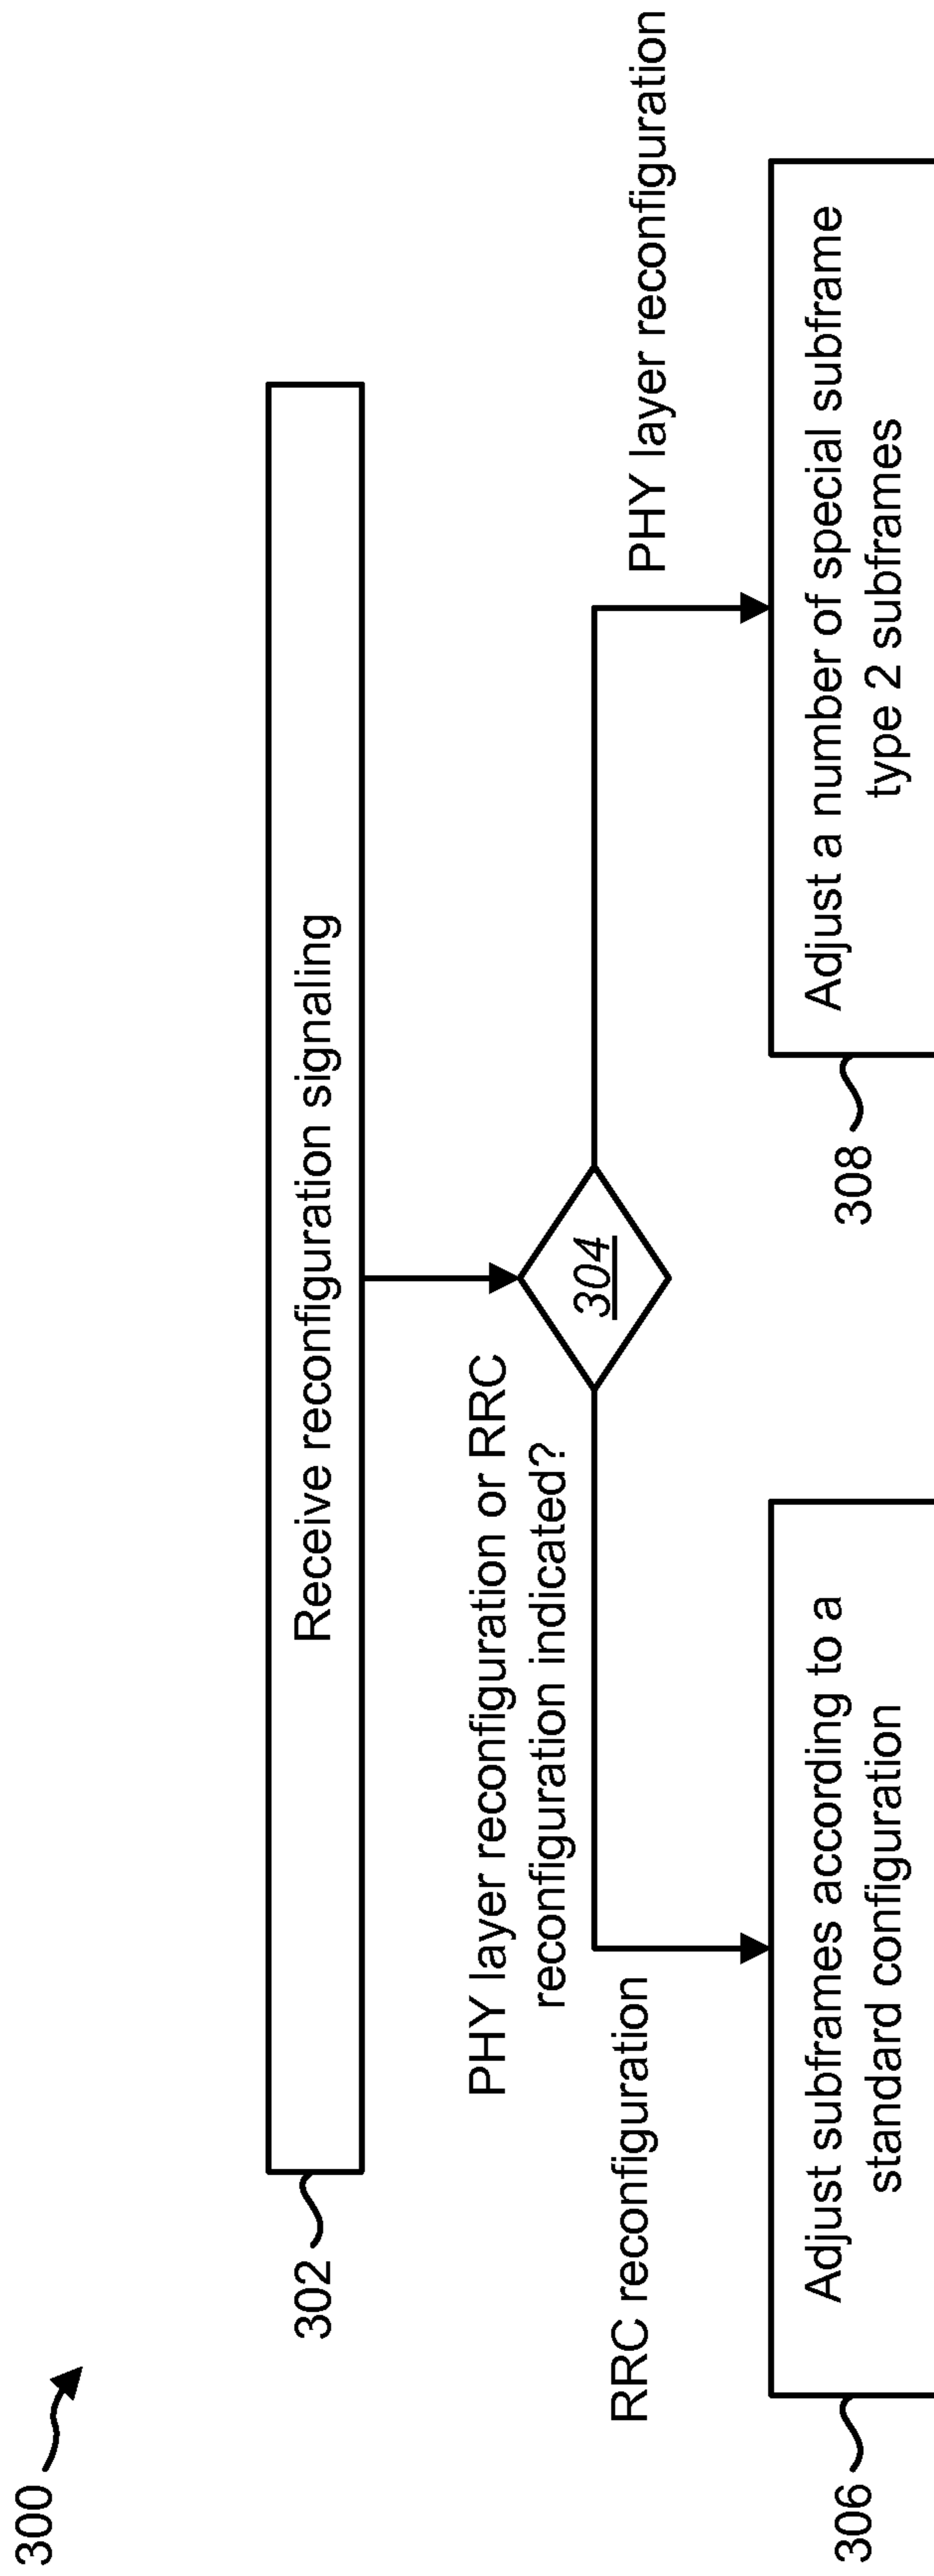 300
302
Receive reconfiguration signaling
PHY layer reconfiguration or RRC
reconfiguration indicated?
304
RRC reconfiguration
PHY layer reconfiguration
306
Adjust subframes according to a
standard configuration
308
Adjust a number of special subframe
type 2 subframes